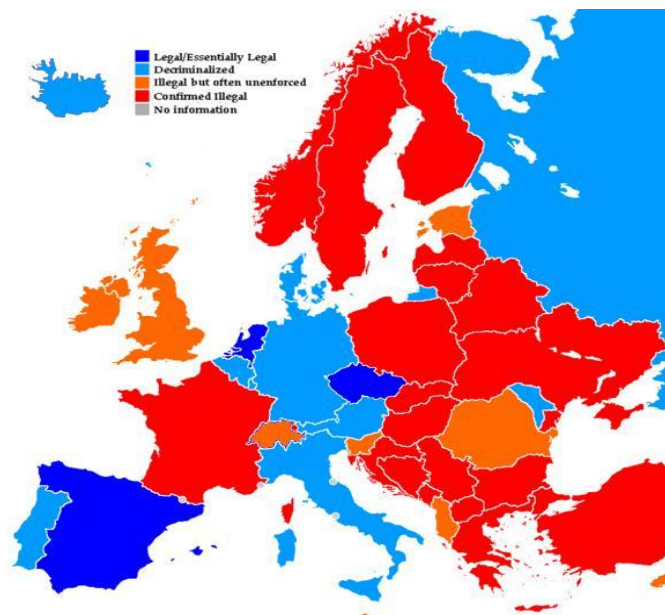 Legal/Essentially Legal
Decriminalized
Illegal but often unenforced
Confirmed Illegal
No information